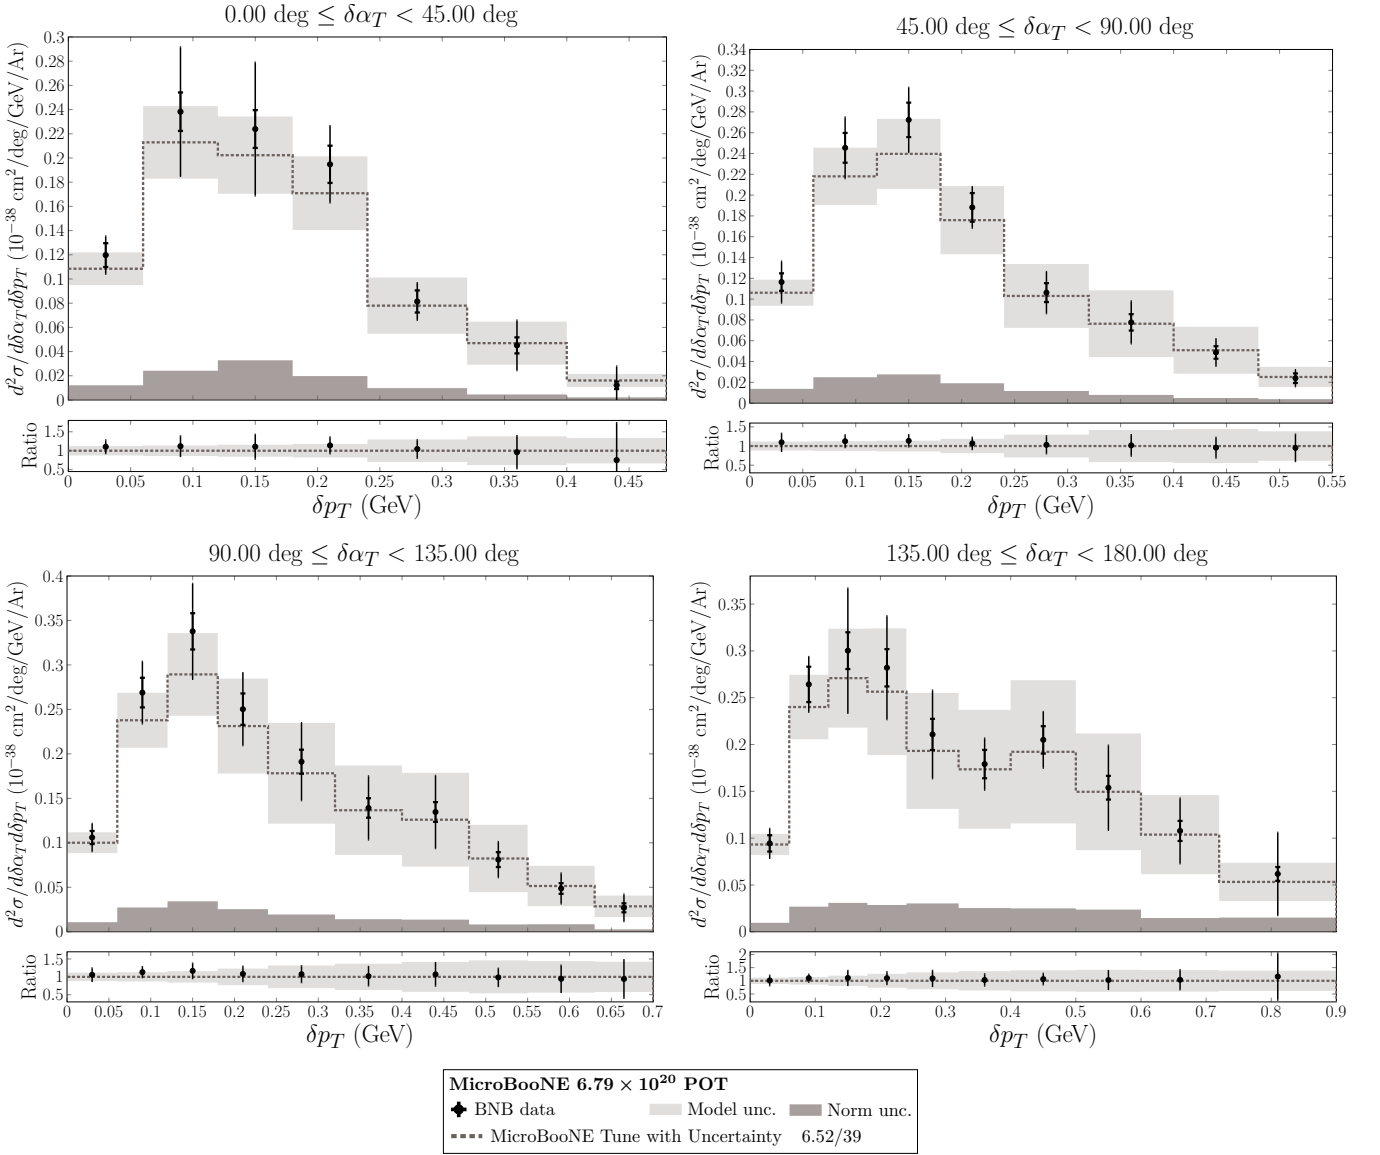 0.00 deg ≤ δα_T < 45.00 deg
d²σ/dδα_T dδp_T (10⁻³⁸ cm²/deg/GeV/Ar)
0.3
0.28
0.26
0.24
0.22
0.2
0.18
0.16
0.14
0.12
0.1
0.08
0.06
0.04
0.02
0
Ratio
1.5
1
0.5
0 0.05 0.1 0.15 0.2 0.25 0.3 0.35 0.4 0.45
δp_T (GeV)
45.00 deg ≤ δα_T < 90.00 deg
d²σ/dδα_T dδp_T (10⁻³⁸ cm²/deg/GeV/Ar)
0.34
0.32
0.3
0.28
0.26
0.24
0.22
0.2
0.18
0.16
0.14
0.12
0.1
0.08
0.06
0.04
0.02
0
Ratio
1.5
1
0.5
0 0.05 0.1 0.15 0.2 0.25 0.3 0.35 0.4 0.45 0.5 0.55
δp_T (GeV)
90.00 deg ≤ δα_T < 135.00 deg
d²σ/dδα_T dδp_T (10⁻³⁸ cm²/deg/GeV/Ar)
0.4
0.35
0.3
0.25
0.2
0.15
0.1
0.05
0
Ratio
1.5
1
0.5
0 0.05 0.1 0.15 0.2 0.25 0.3 0.35 0.4 0.45 0.5 0.55 0.6 0.65 0.7
δp_T (GeV)
135.00 deg ≤ δα_T < 180.00 deg
d²σ/dδα_T dδp_T (10⁻³⁸ cm²/deg/GeV/Ar)
0.35
0.3
0.25
0.2
0.15
0.1
0.05
0
Ratio
2
1.5
1
0.5
0 0.1 0.2 0.3 0.4 0.5 0.6 0.7 0.8 0.9
δp_T (GeV)
MicroBooNE 6.79 × 10²⁰ POT
BNB data Model unc. Norm unc.
MicroBooNE Tune with Uncertainty 6.52/39